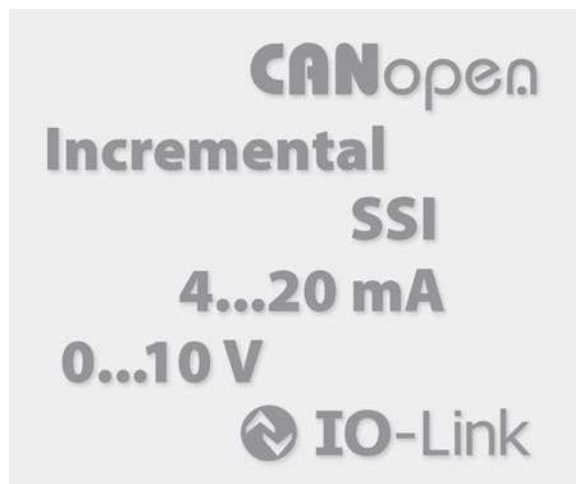 CANopen
Incremental
SSI
4...20 mA
0...10 V
IO-Link